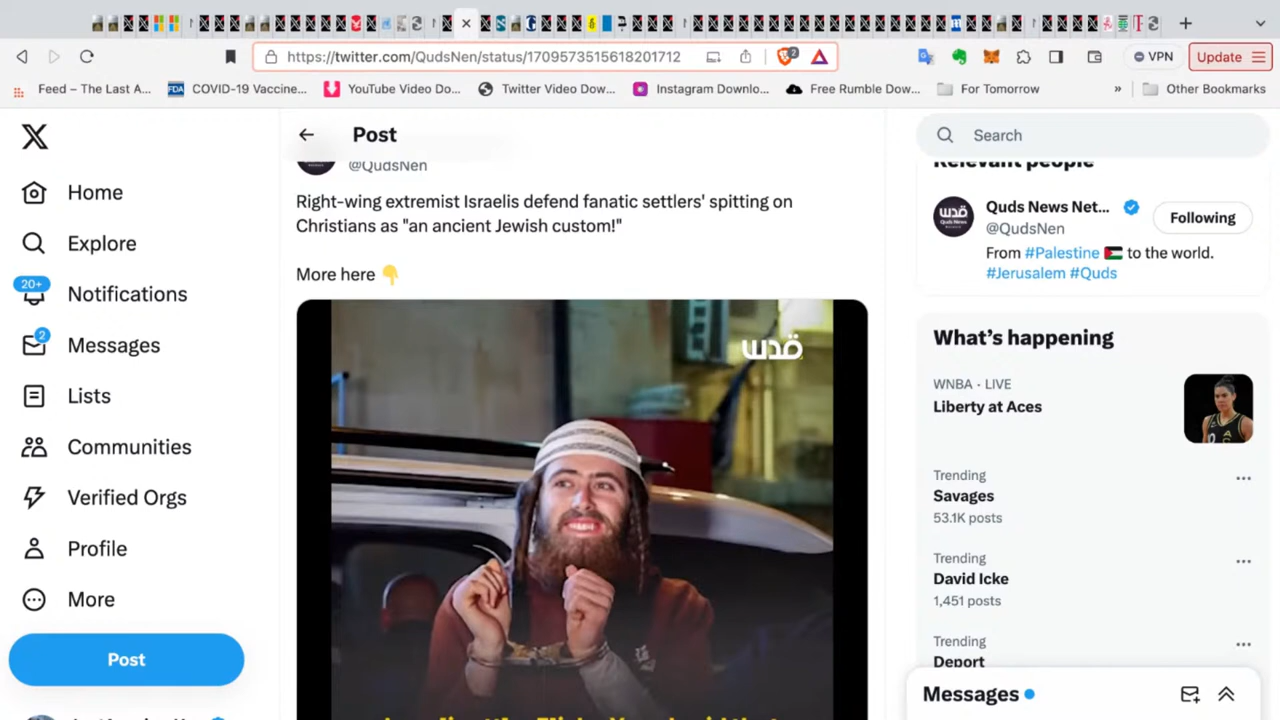 https://twitter.com/QudsNen/status/1709573515618201712
2
VPN
Update
Feed – The Last A...
COVID-19 Vaccine...
YouTube Video Do...
Twitter Video Dow...
Instagram Downlo...
Free Rumble Dow...
For Tomorrow
»
Other Bookmarks
Home
Explore
20+
Notifications
2
Messages
Lists
Communities
Verified Orgs
Profile
More
Post
Post
@QudsNen
Right-wing extremist Israelis defend fanatic settlers' spitting on
Christians as "an ancient Jewish custom!"
More here 👇
قدس
Search
Relevant people
Quds News Net...
@QudsNen
Following
From #Palestine 🇵🇸 to the world.
#Jerusalem #Quds
What's happening
WNBA · LIVE
Liberty at Aces
Trending
Savages
53.1K posts
Trending
David Icke
1,451 posts
Trending
Deport
Messages